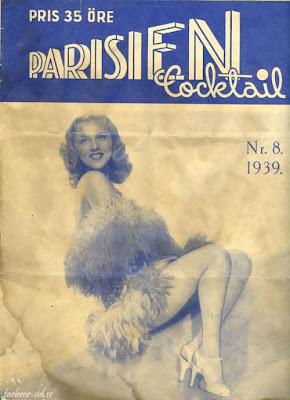 PRIS 35 ÖRE
PARISIEN
Cocktail
Nr. 8.
1939.
farbror-sid.se